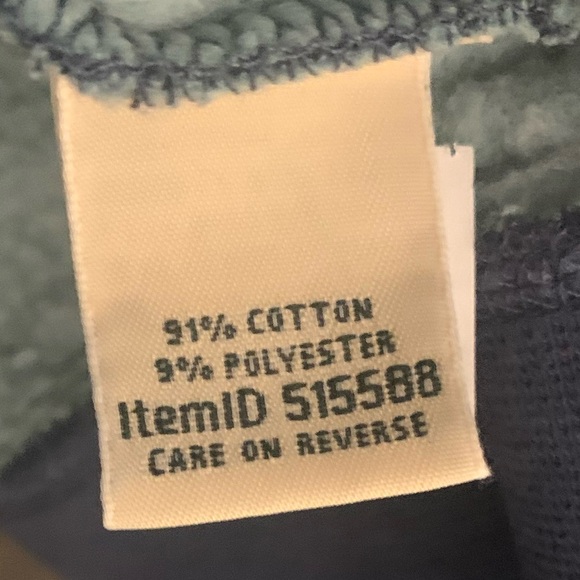 91% COTTON
9% POLYESTER
ItemID 515588
CARE ON REVERSE